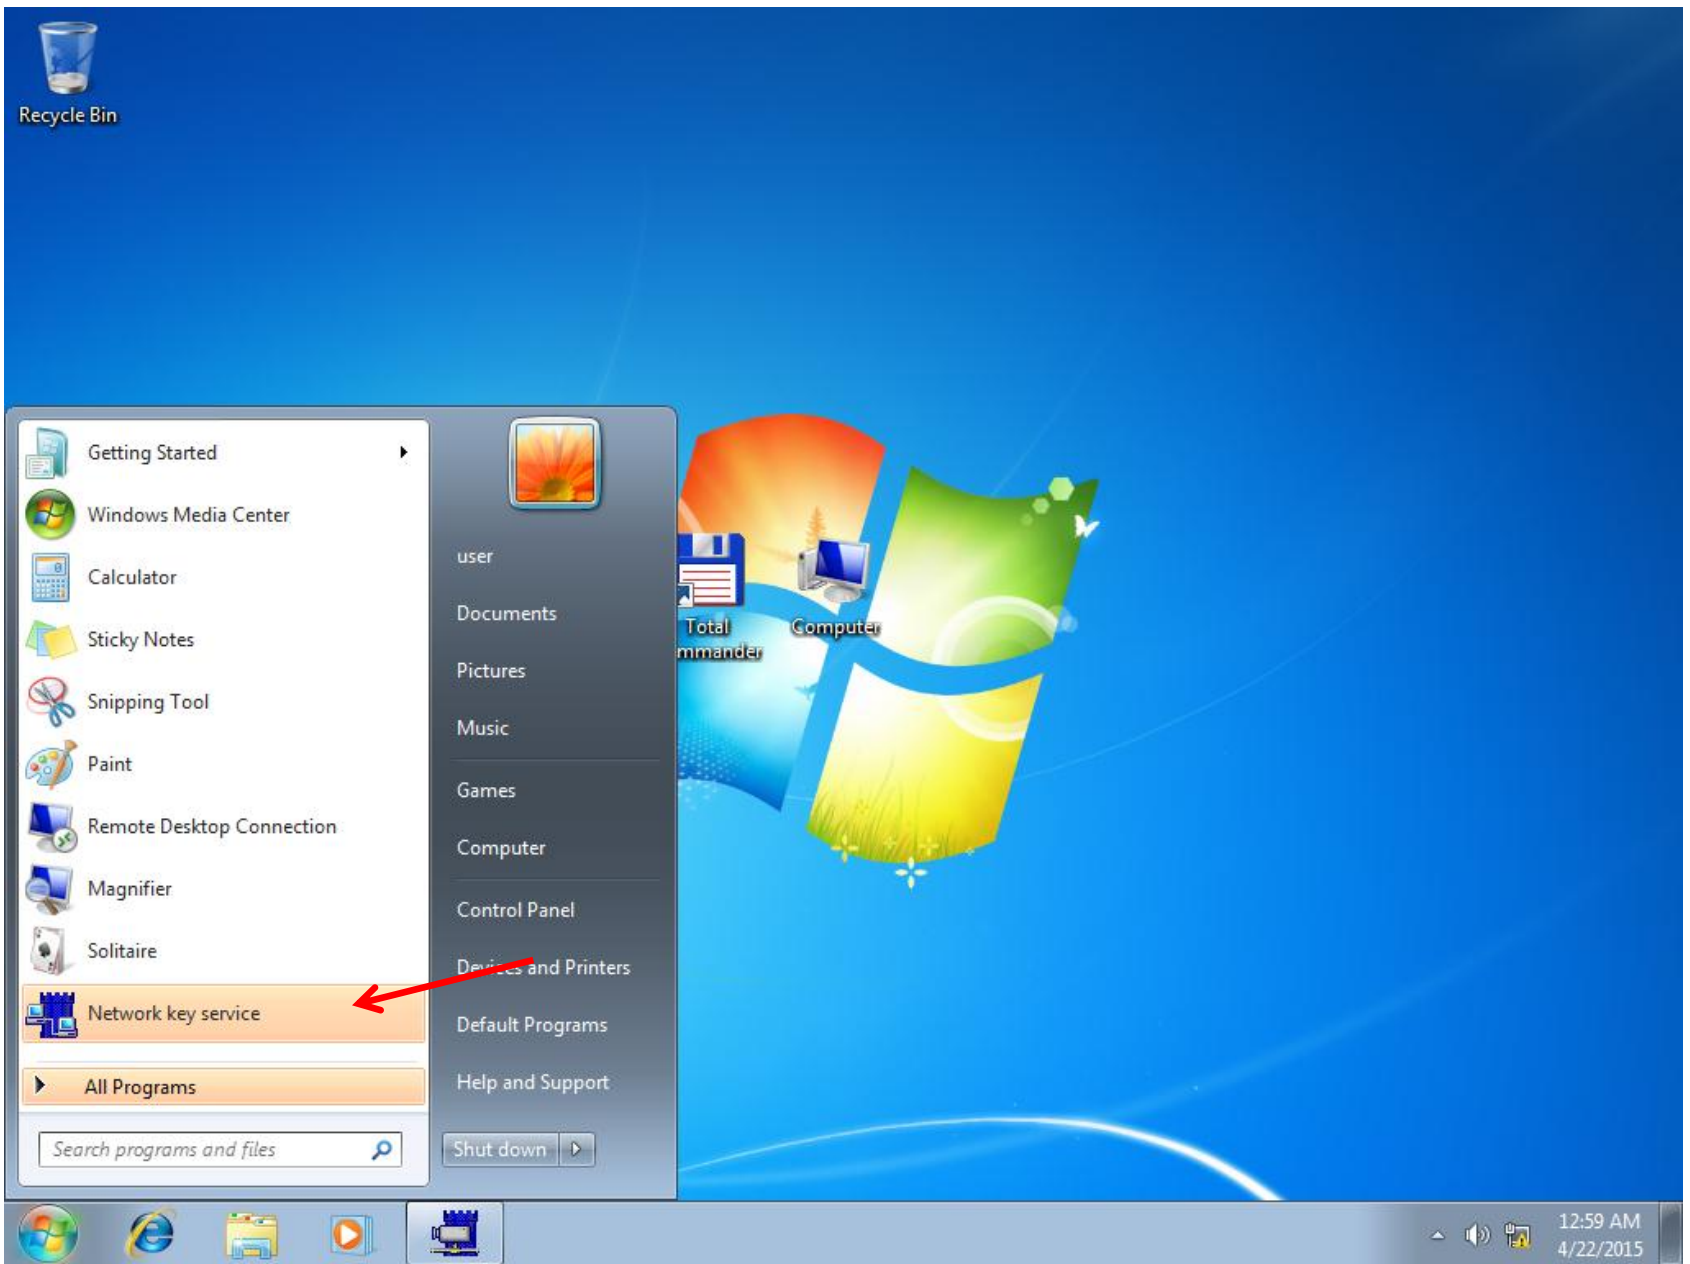 Recycle Bin
Getting Started
Windows Media Center
Calculator
Sticky Notes
Snipping Tool
Paint
Remote Desktop Connection
Magnifier
Solitaire
Network key service
All Programs
Search programs and files
user
Documents
Pictures
Music
Games
Computer
Control Panel
Devices and Printers
Default Programs
Help and Support
Shut down
Total
mmander
Computer
12:59 AM
4/22/2015